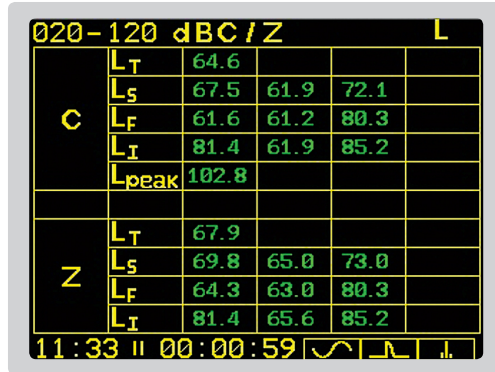 020-120 dBC/Z L
C
LT 64.6
LS 67.5 61.9 72.1
LF 61.6 61.2 80.3
LI 81.4 61.9 85.2
Lpeak 102.8
Z
LT 67.9
LS 69.8 65.0 73.0
LF 64.3 63.0 80.3
LI 81.4 65.6 85.2
11:33 II 00:00:59